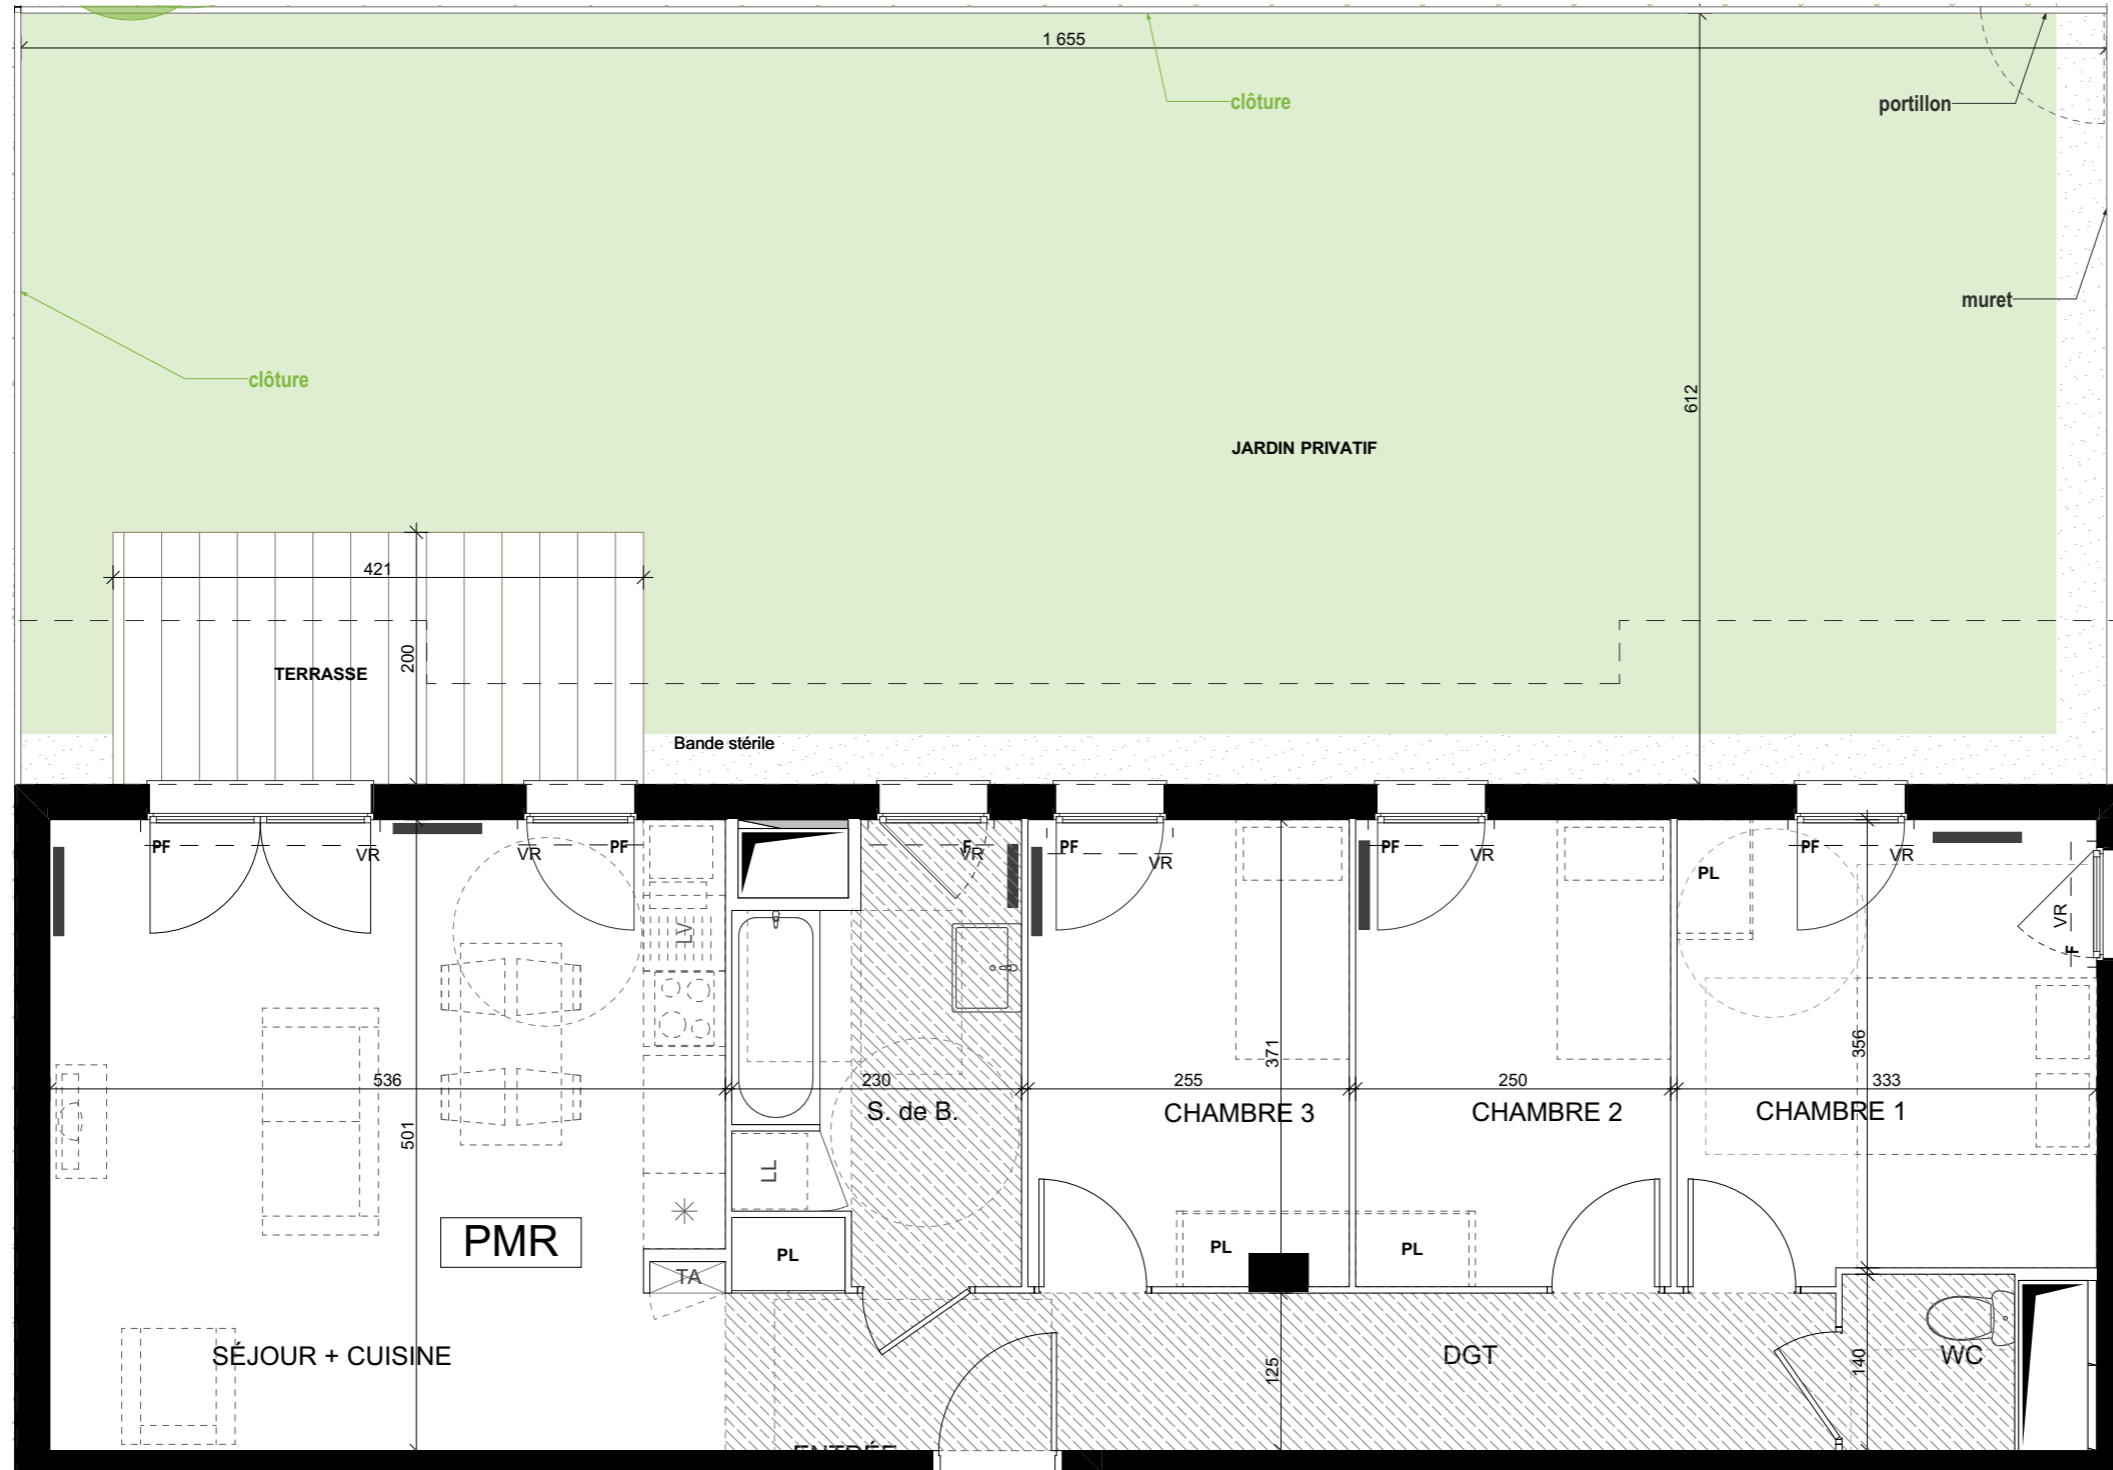 1 655
clôture
portillon
muret
clôture
612
JARDIN PRIVATIF
421
200
TERRASSE
Bande stérile
PF
VR
VR
PF
F
VR
PF
VR
PF
VR
PL
PF
VR
VR
F
LV
536
230
371
255
250
356
333
S. de B.
CHAMBRE 3
CHAMBRE 2
CHAMBRE 1
501
LL
PMR
PL
PL
PL
TA
SÉJOUR + CUISINE
125
DGT
140
WC
ENTRÉE